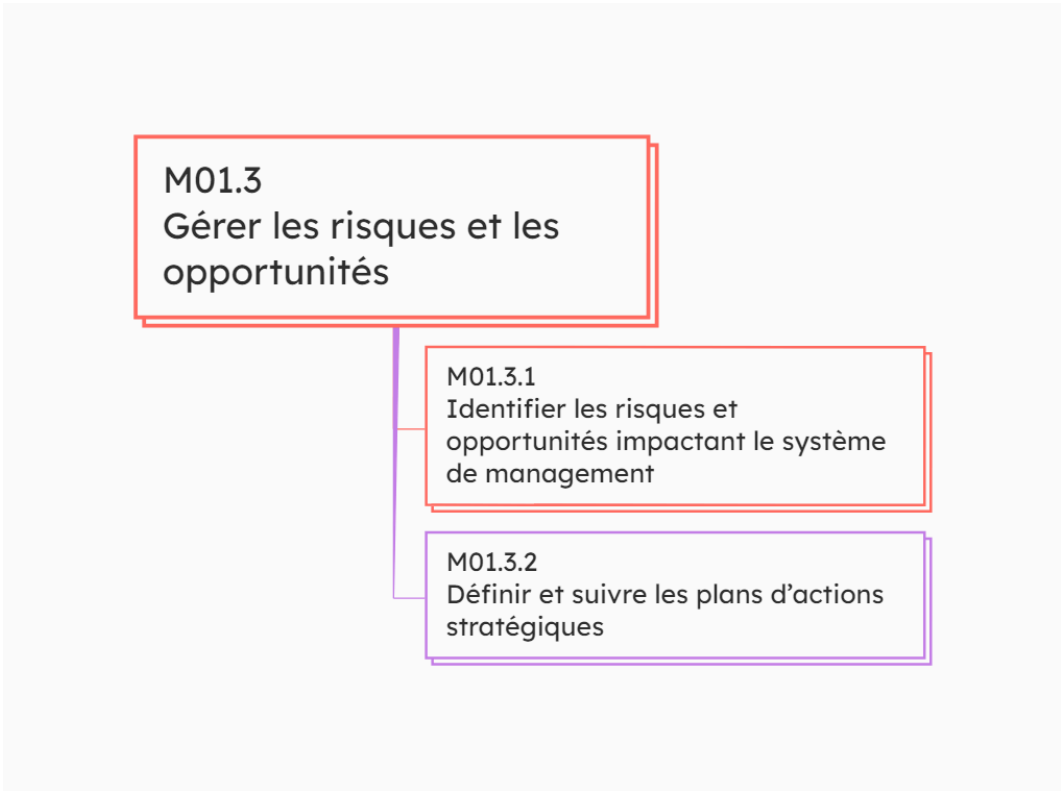 M01.3
Gérer les risques et les
opportunités
M01.3.1
Identifier les risques et
opportunités impactant le système
de management
M01.3.2
Définir et suivre les plans d’actions
stratégiques